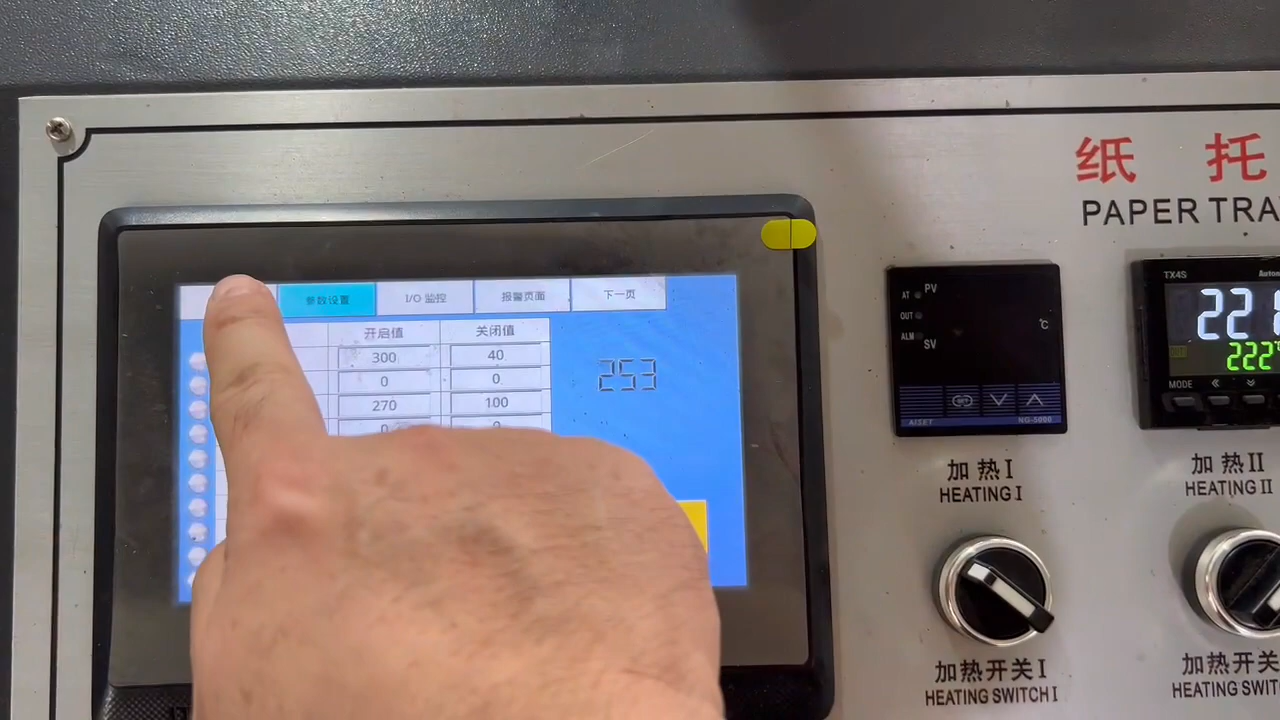 纸 托
PAPER TRA
参数设置 I/O 监控 报警页面 下一页
开启值 关闭值
300 40
0 0
270 100
253
AT PV
OUT
ALM
SV
℃
SET
AISET NG-5000
TX4S
222
MODE
加 热 I
HEATING I
加 热 II
HEATING II
加热开关 I
HEATING SWITCH I
加热开关
HEATING SWITC